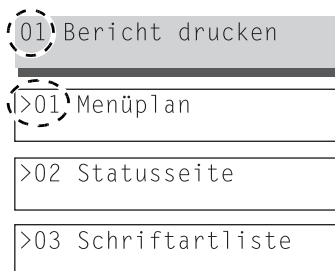 01 Bericht drucken
>01 Menüplan
>02 Statusseite
>03 Schriftartliste